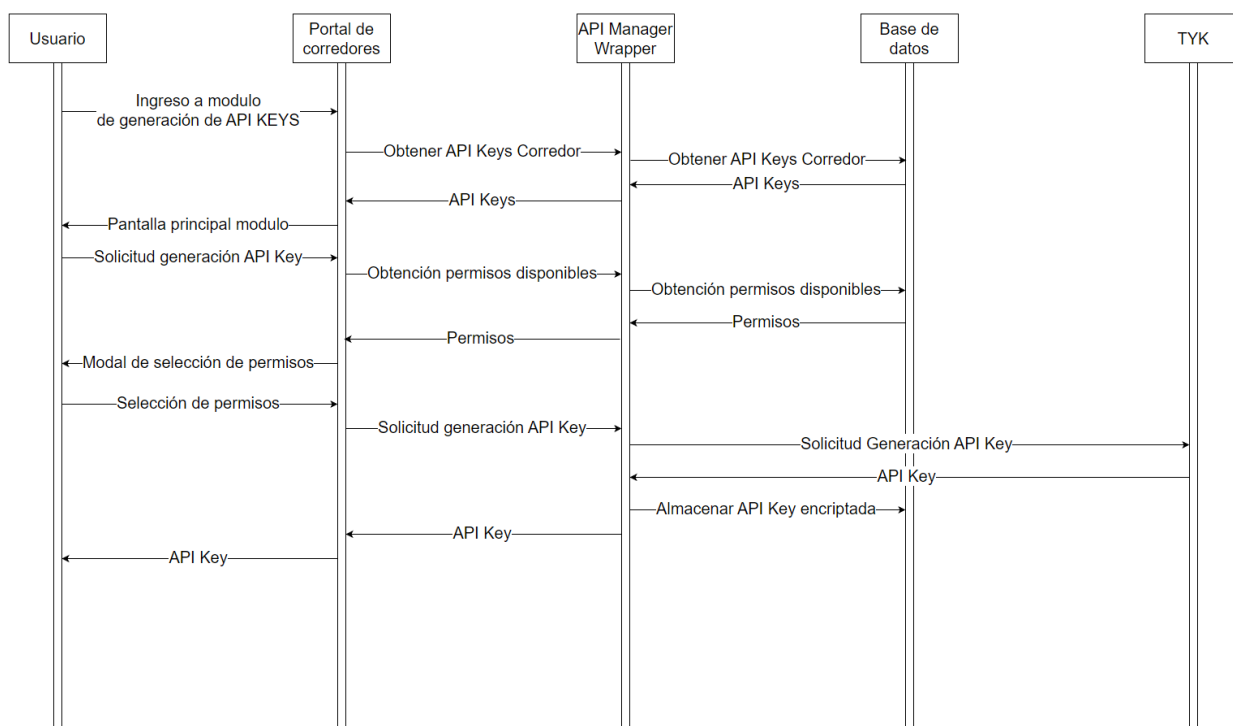 Usuario
Portal de
corredores
API Manager
Wrapper
Base de
datos
TYK
Ingreso a modulo
de generación de API KEYS
Obtener API Keys Corredor
Obtener API Keys Corredor
API Keys
API Keys
Pantalla principal modulo
Solicitud generación API Key
Obtención permisos disponibles
Obtención permisos disponibles
Permisos
Permisos
Modal de selección de permisos
Selección de permisos
Solicitud generación API Key
Solicitud Generación API Key
API Key
Almacenar API Key encriptada
API Key
API Key